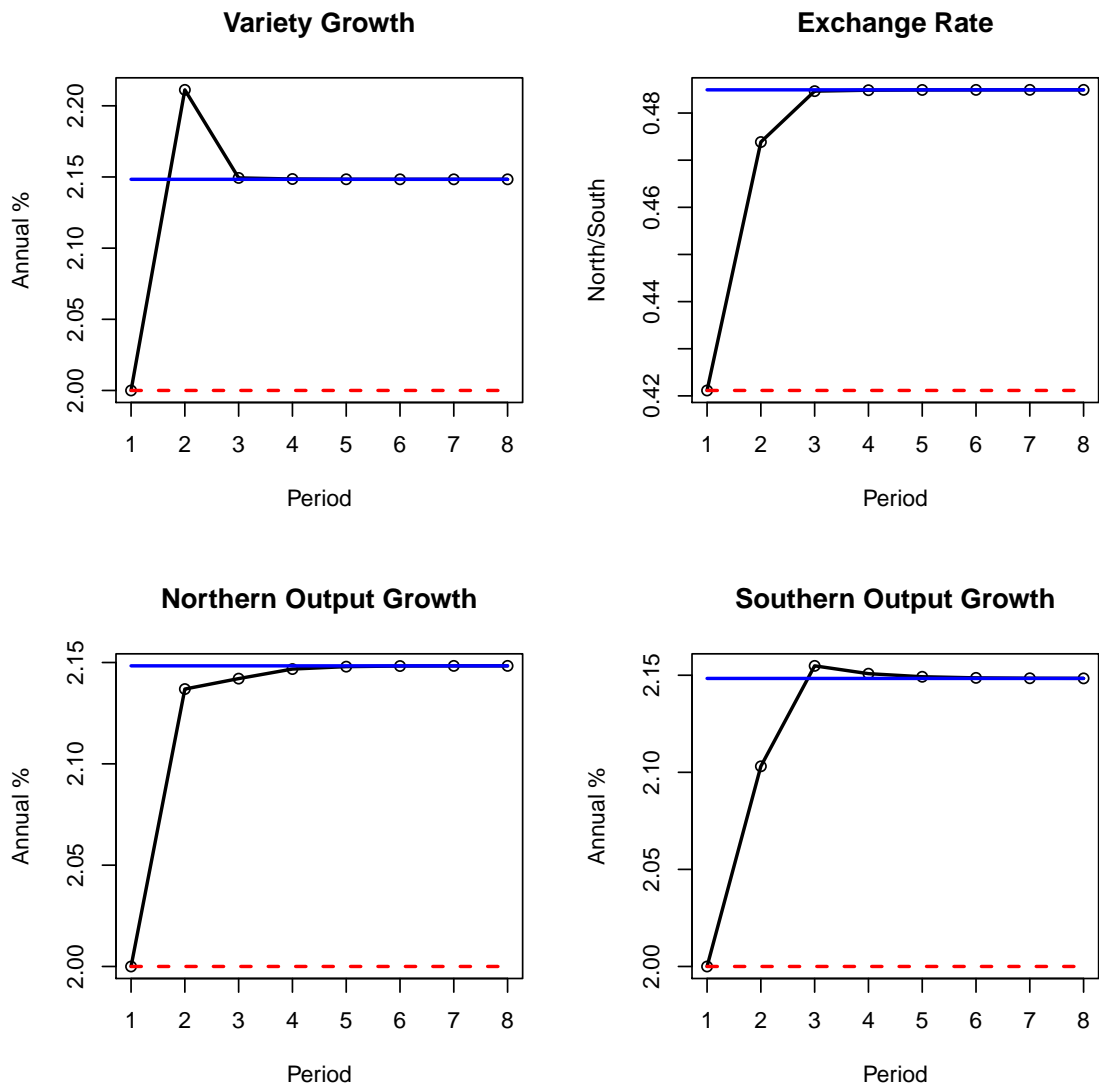 Variety Growth
Annual %
2.00 2.05 2.10 2.15 2.20
1 2 3 4 5 6 7 8
Period
Exchange Rate
North/South
0.42 0.44 0.46 0.48
1 2 3 4 5 6 7 8
Period
Northern Output Growth
Annual %
2.00 2.05 2.10 2.15
1 2 3 4 5 6 7 8
Period
Southern Output Growth
Annual %
2.00 2.05 2.10 2.15
1 2 3 4 5 6 7 8
Period